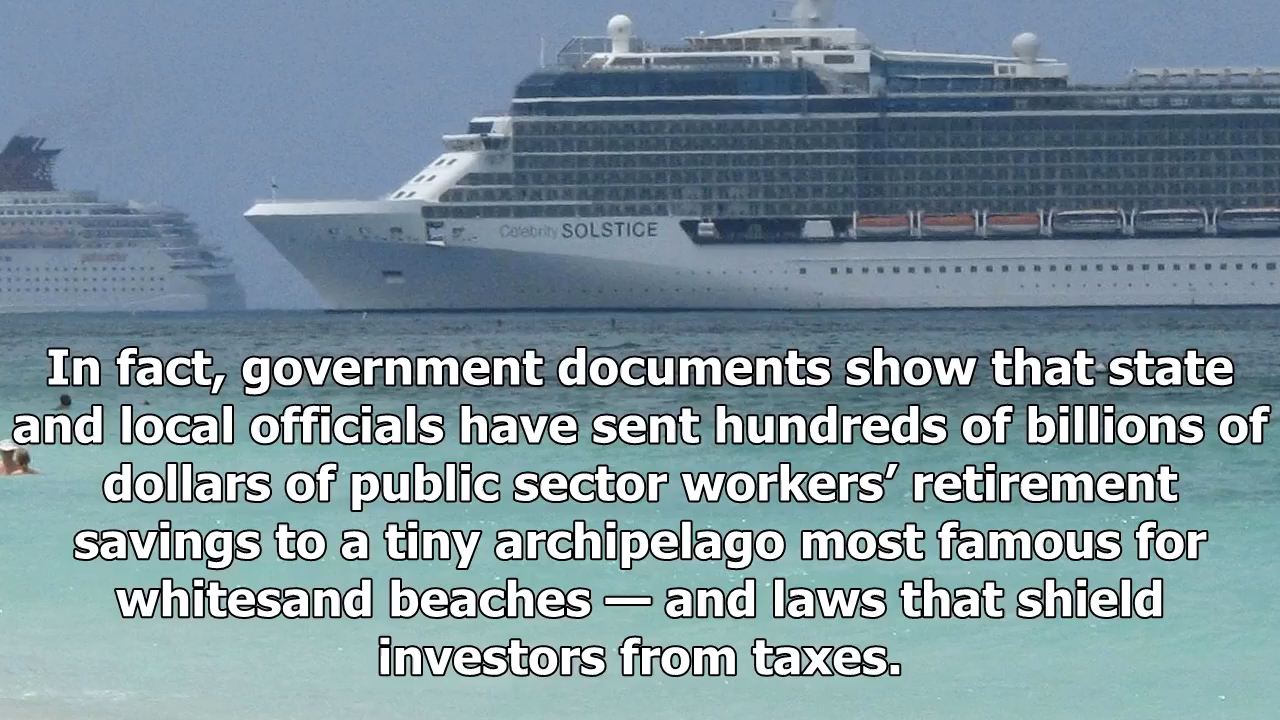 Celebrity SOLSTICE
In fact, government documents show that state
and local officials have sent hundreds of billions of
dollars of public sector workers’ retirement
savings to a tiny archipelago most famous for
whitesand beaches — and laws that shield
investors from taxes.